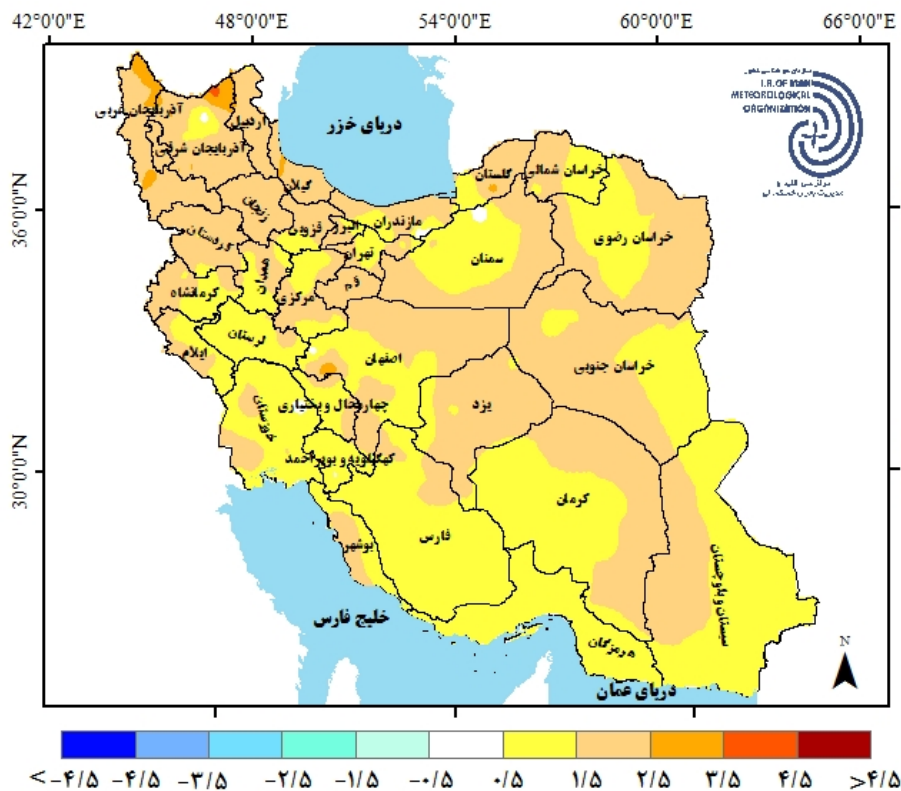 42°0'0"E 48°0'0"E 54°0'0"E 60°0'0"E 66°0'0"E
36°0'0"N
30°0'0"N
سازمان هواشناسی کشور
I.R.OF IRAN
METEOROLOGICAL
ORGANIZATION
دریای خزر
آذربایجان غربی
اردبیل
آذربایجان شرقی
گیلان
زنجان
کردستان
قزوین
البرز
مازندران
گلستان
خراسان شمالی
خراسان رضوی
تهران
سمنان
قم
همدان
مرکزی
کرمانشاه
لرستان
ایلام
اصفهان
خراسان جنوبی
چهارمحال و بختیاری
یزد
خوزستان
کهگیلویه و بویراحمد
کرمان
فارس
بوشهر
سیستان و بلوچستان
خلیج فارس
هرمزگان
دریای عمان
N
<-۴/۵ -۴/۵ -۳/۵ -۲/۵ -۱/۵ -۰/۵ ۰/۵ ۱/۵ ۲/۵ ۳/۵ ۴/۵ >۴/۵